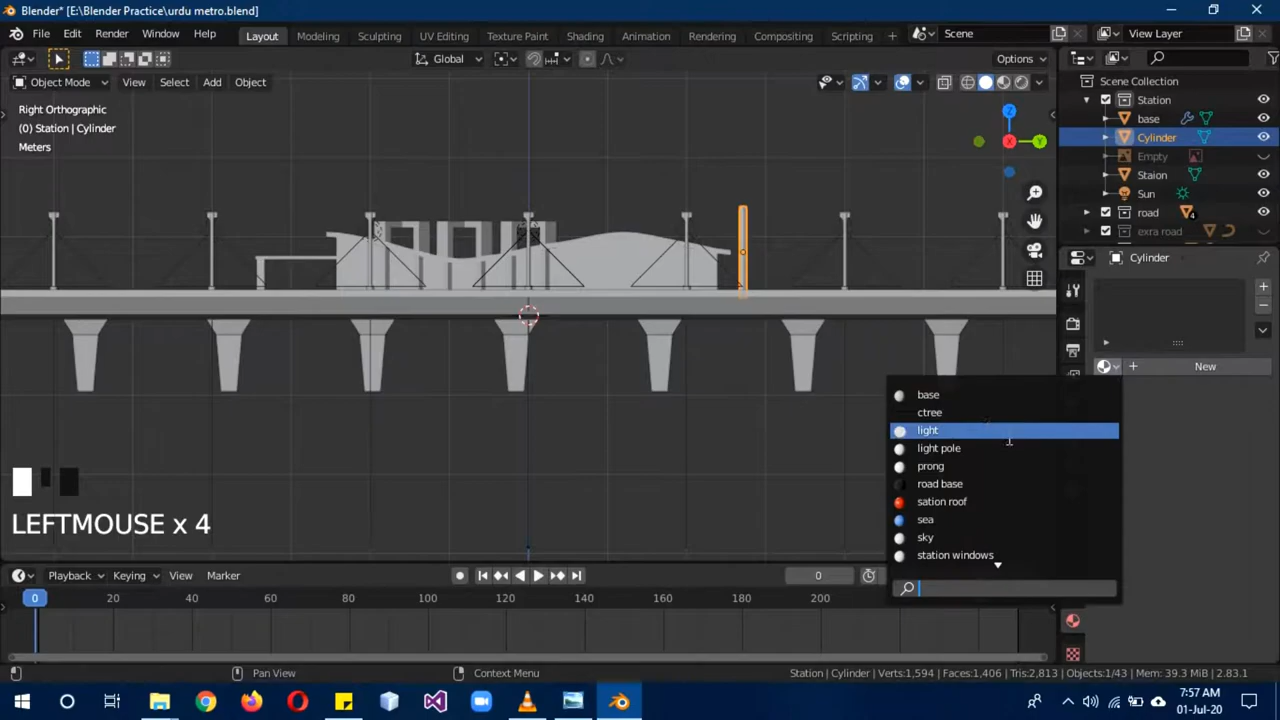 Blender* [E:\Blender Practice\urdu metro.blend]
File Edit Render Window Help
Layout Modeling Sculpting UV Editing Texture Paint Shading Animation Rendering Compositing Scripting
Scene
View Layer
Global
Options
Object Mode View Select Add Object
Right Orthographic
(0) Station | Cylinder
Meters
Scene Collection
Station
base
Cylinder
Empty
Staion
Sun
road
4
exra road
Cylinder
New
base
ctree
light
light pole
prong
road base
sation roof
sea
sky
station windows
LEFTMOUSE x 4
Playback Keying View Marker
0
0 20 40 60 80 100 120 140 160 180 200
Pan View
Context Menu
Station | Cylinder | Verts:1,594 | Faces:1,406 | Tris:2,813 | Objects:1/43 | Mem: 39.3 MiB | 2.83.1
7:57 AM
01-Jul-20